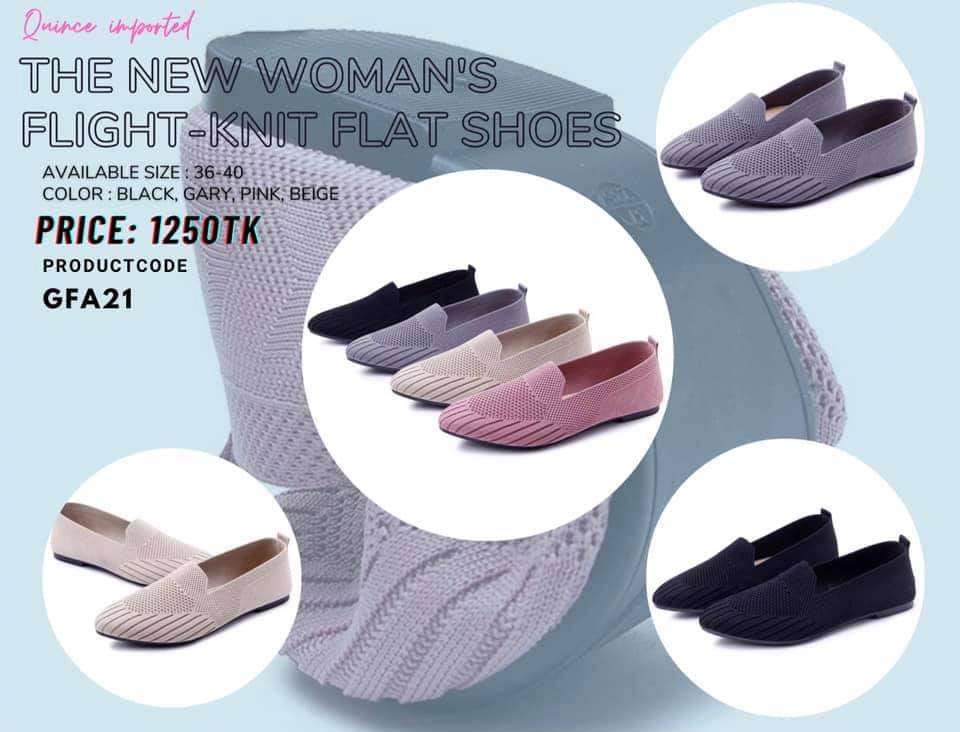 Quince imported
THE NEW WOMAN'S
FLIGHT-KNIT FLAT SHOES
AVAILABLE SIZE : 36-40
COLOR : BLACK, GARY, PINK, BEIGE
PRICE: 1250TK
PRODUCTCODE
GFA21